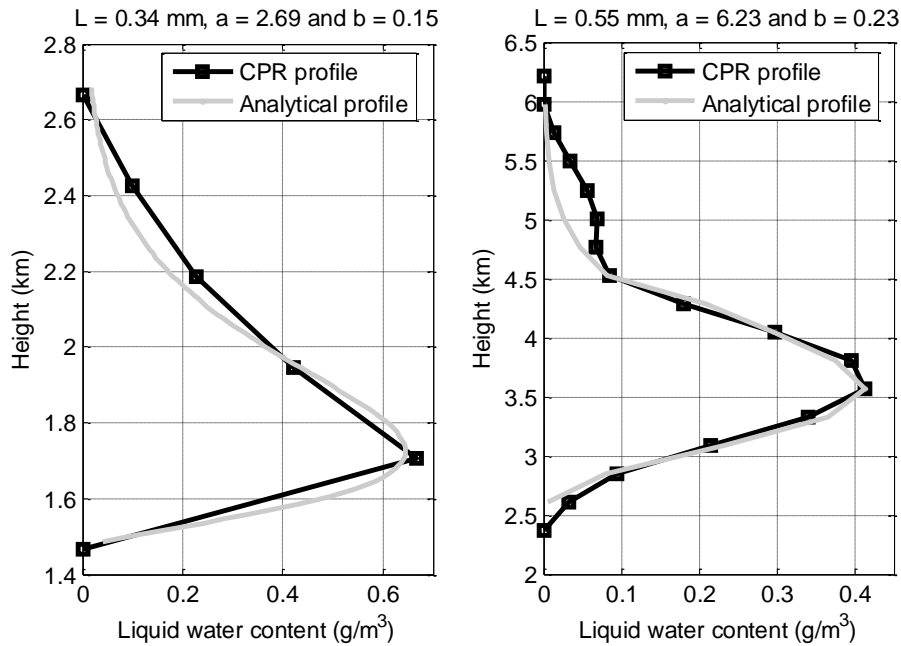 L = 0.34 mm, a = 2.69 and b = 0.15
2.8
2.6
2.4
2.2
2
1.8
1.6
1.4
Height (km)
CPR profile
Analytical profile
0
0.2
0.4
0.6
Liquid water content (g/m³)
L = 0.55 mm, a = 6.23 and b = 0.23
6.5
6
5.5
5
4.5
4
3.5
3
2.5
2
Height (km)
CPR profile
Analytical profile
0
0.1
0.2
0.3
0.4
Liquid water content (g/m³)